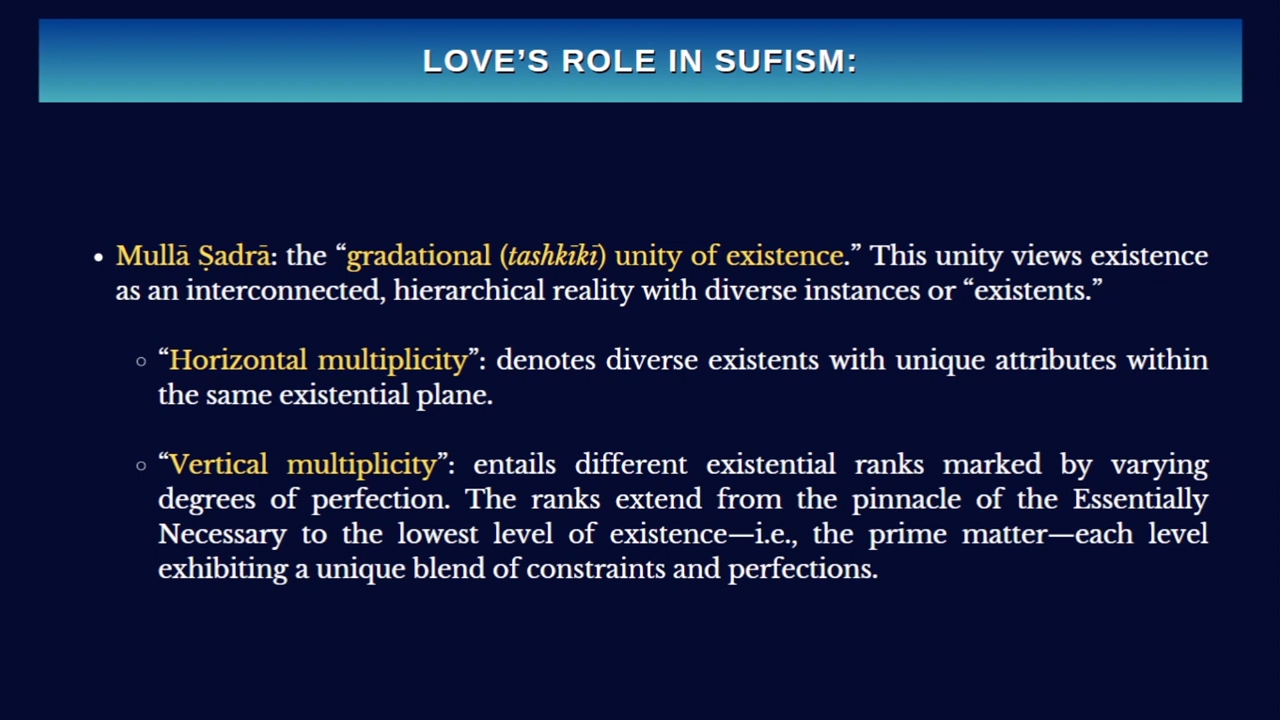 LOVE’S ROLE IN SUFISM:
• Mullā Ṣadrā: the “gradational (tashkīkī) unity of existence.” This unity views existence
as an interconnected, hierarchical reality with diverse instances or “existents.”
○ “Horizontal multiplicity”: denotes diverse existents with unique attributes within
the same existential plane.
○ “Vertical multiplicity”: entails different existential ranks marked by varying
degrees of perfection. The ranks extend from the pinnacle of the Essentially
Necessary to the lowest level of existence—i.e., the prime matter—each level
exhibiting a unique blend of constraints and perfections.